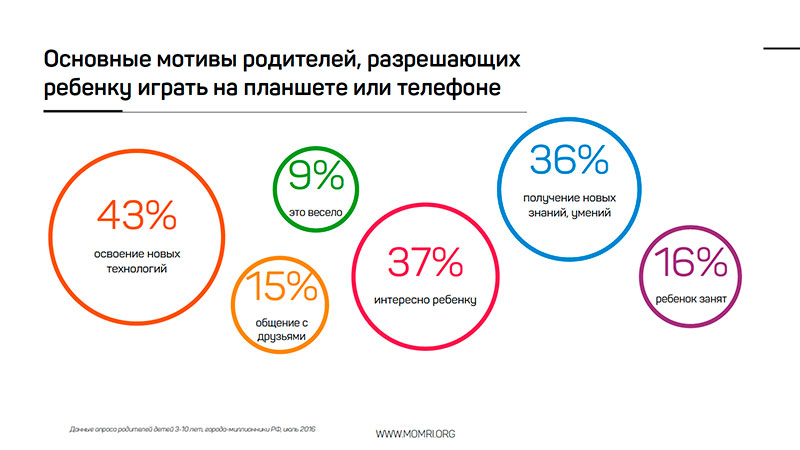 Основные мотивы родителей, разрешающих
ребенку играть на планшете или телефоне
43%
освоение новых
технологий
9%
это весело
15%
общение с
друзьями
37%
интересно ребенку
36%
получение новых
знаний, умений
16%
ребенок занят
Данные опроса родителей детей 3-10 лет, города-миллионники РФ, июль 2016
WWW.MOMRI.ORG